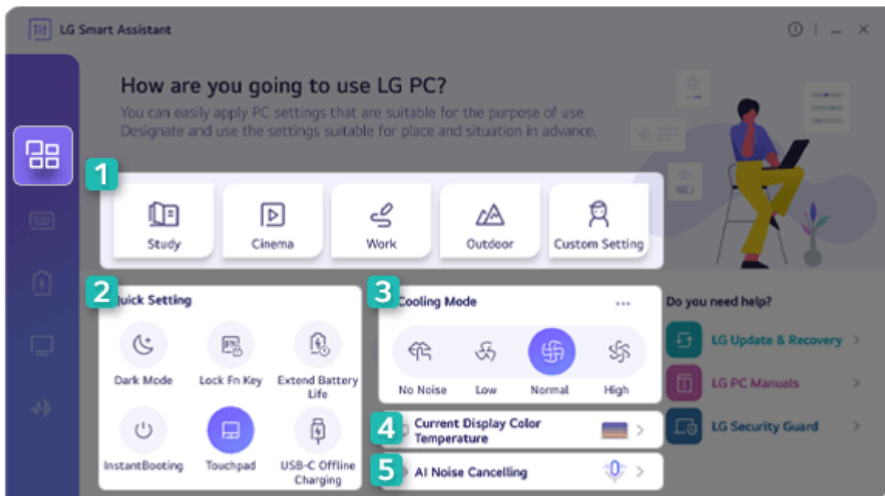 LG Smart Assistant
How are you going to use LG PC?
You can easily apply PC settings that are suitable for the purpose of use.
Designate and use the settings suitable for place and situation in advance.
1
Study
Cinema
Work
Outdoor
Custom Setting
2
Quick Setting
Dark Mode
Lock Fn Key
Extend Battery
Life
InstantBooting
Touchpad
USB-C Offline
Charging
3
Cooling Mode
No Noise
Low
Normal
High
4
Current Display Color
Temperature
5
AI Noise Cancelling
Do you need help?
LG Update & Recovery
LG PC Manuals
LG Security Guard